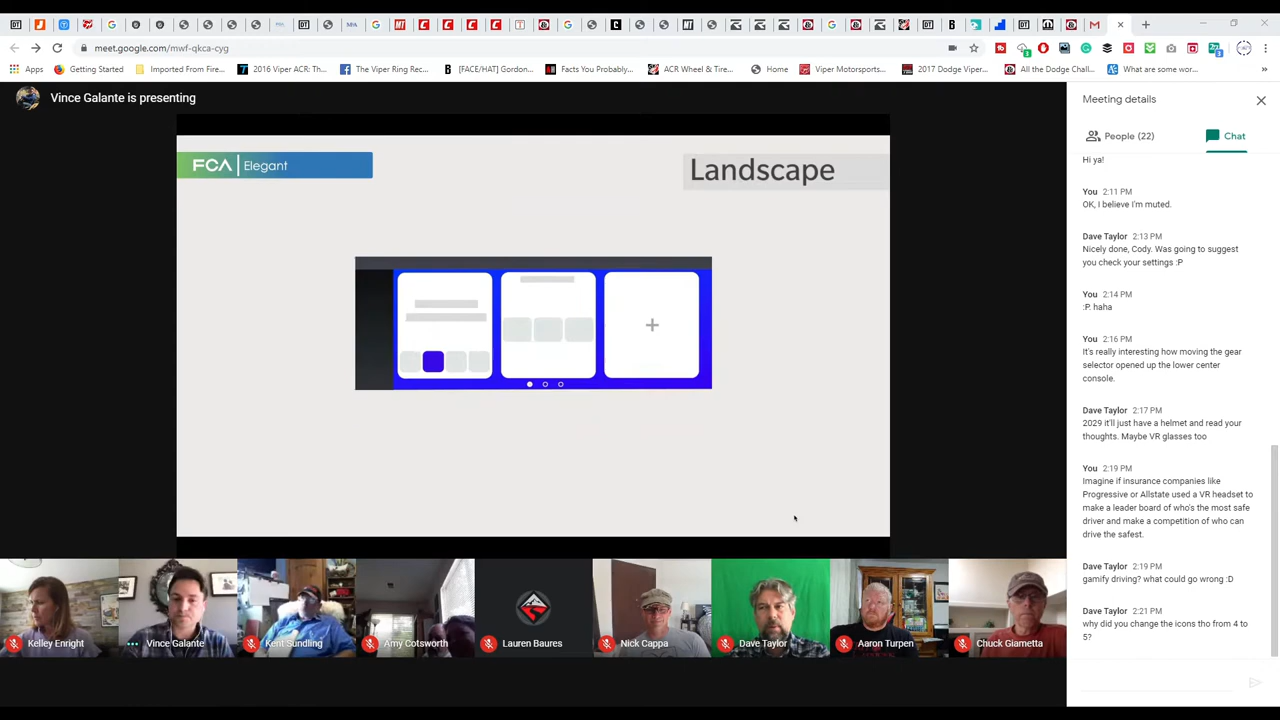 DT
G
MPA
G
MT
C
C
C
C
T
G
C
MT
G
DT
B
DT
meet.google.com/mwf-qkca-cyg
3
3
Apps
Getting Started
Imported From Fire...
2016 Viper ACR: Th...
The Viper Ring Rec...
[FACE/HAT] Gordon...
Facts You Probably...
ACR Wheel & Tire...
Home
Viper Motorsports...
2017 Dodge Viper...
All the Dodge Chall...
What are some wor...
»
Vince Galante is presenting
FCA | Elegant
Landscape
+
Kelley Enright
Vince Galante
Kent Sundling
Amy Cotsworth
Lauren Baures
Nick Cappa
Dave Taylor
Aaron Turpen
Chuck Giametta
Meeting details
People (22)
Chat
Hi ya!
You 2:11 PM
OK, I believe I'm muted.
Dave Taylor 2:13 PM
Nicely done, Cody. Was going to suggest
you check your settings :P
You 2:14 PM
:P. haha
You 2:16 PM
It's really interesting how moving the gear
selector opened up the lower center
console.
Dave Taylor 2:17 PM
2029 it'll just have a helmet and read your
thoughts. Maybe VR glasses too
You 2:19 PM
Imagine if insurance companies like
Progressive or Allstate used a VR headset to
make a leader board of who's the most safe
driver and make a competition of who can
drive the safest.
Dave Taylor 2:19 PM
gamify driving? what could go wrong :D
Dave Taylor 2:21 PM
why did you change the icons tho from 4 to
5?